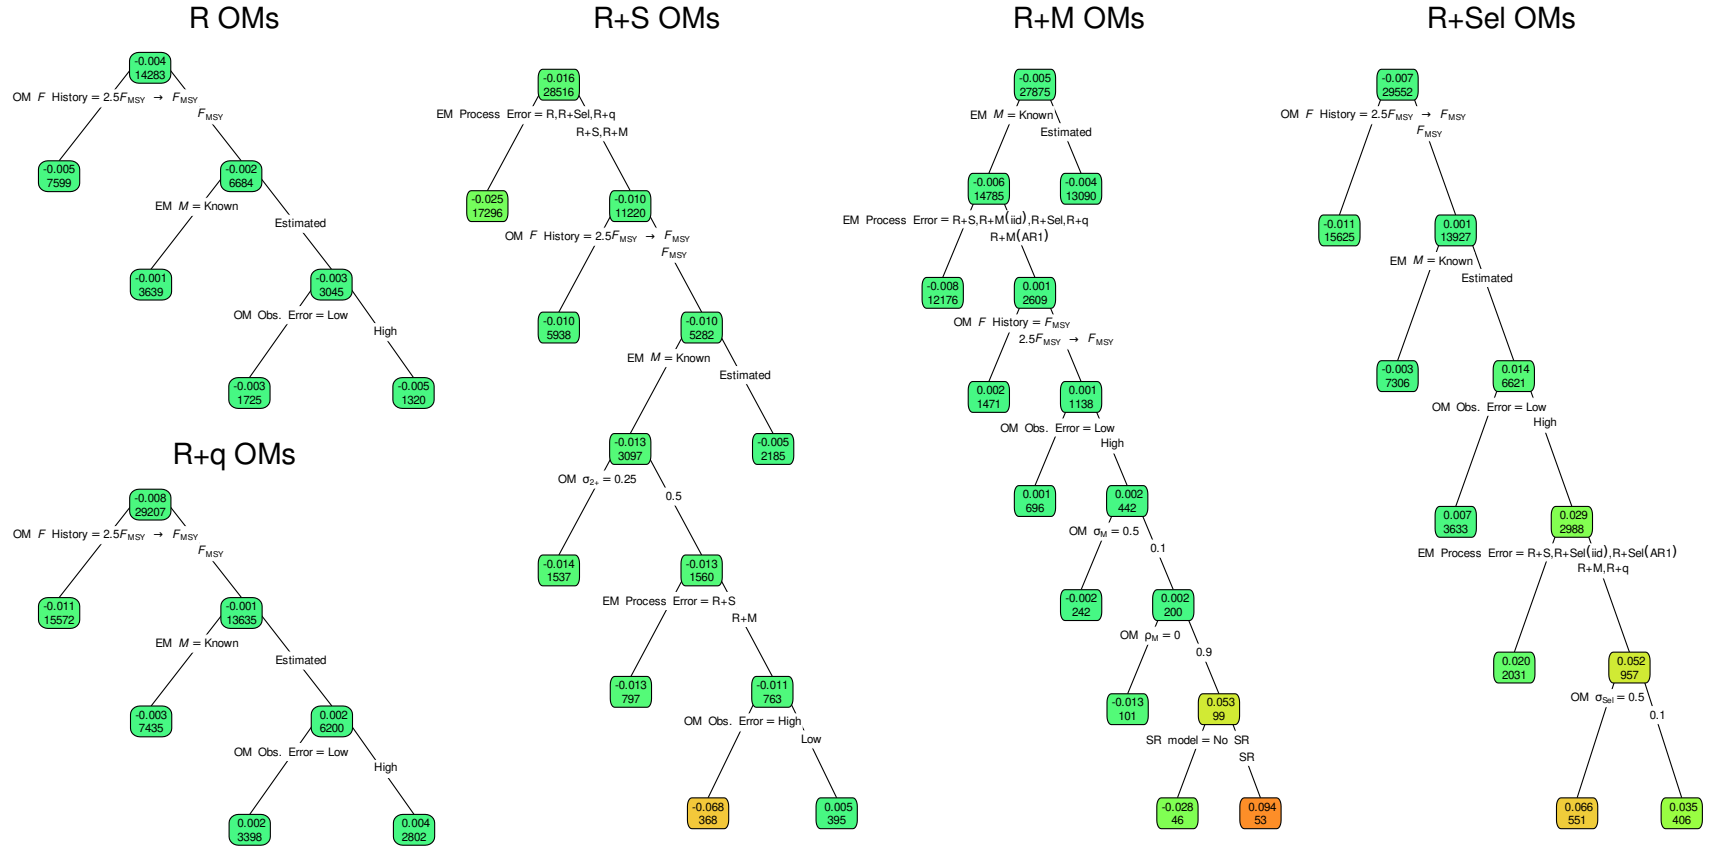 R OMs
-0.004
14283
OM F History = 2.5F_MSY → F_MSY
F_MSY
-0.005
7599
-0.002
6684
EM M = Known
Estimated
-0.001
3639
-0.003
3045
OM Obs. Error = Low
High
-0.003
1725
-0.005
1320
R+q OMs
-0.008
29207
OM F History = 2.5F_MSY → F_MSY
F_MSY
-0.011
15572
-0.001
13635
EM M = Known
Estimated
-0.003
7435
0.002
6200
OM Obs. Error = Low
High
0.002
3398
0.004
2802
R+S OMs
-0.016
28516
EM Process Error = R,R+Sel,R+q
R+S,R+M
-0.025
17296
-0.010
11220
OM F History = 2.5F_MSY → F_MSY
F_MSY
-0.010
5938
-0.010
5282
EM M = Known
Estimated
-0.013
3097
-0.005
2185
OM σ2+ = 0.25
0.5
-0.014
1537
-0.013
1560
EM Process Error = R+S
R+M
-0.013
797
-0.011
763
OM Obs. Error = High
Low
-0.068
368
0.005
395
R+M OMs
-0.005
27875
EM M = Known
Estimated
-0.006
14785
-0.004
13090
EM Process Error = R+S,R+M(iid),R+Sel,R+q
R+M(AR1)
-0.008
12176
0.001
2609
OM F History = F_MSY
2.5F_MSY → F_MSY
0.002
1471
0.001
1138
OM Obs. Error = Low
High
0.001
696
0.002
442
OM σM = 0.5
0.1
-0.002
242
0.002
200
OM ρM = 0
0.9
-0.013
101
0.053
99
SR model = No SR
SR
-0.028
46
0.094
53
R+Sel OMs
-0.007
29552
OM F History = 2.5F_MSY → F_MSY
F_MSY
-0.011
15625
0.001
13927
EM M = Known
Estimated
-0.003
7306
0.014
6621
OM Obs. Error = Low
High
0.007
3633
0.029
2988
EM Process Error = R+S,R+Sel(iid),R+Sel(AR1)
R+M,R+q
0.020
2031
0.052
957
OM σSel = 0.5
0.1
0.066
551
0.035
406